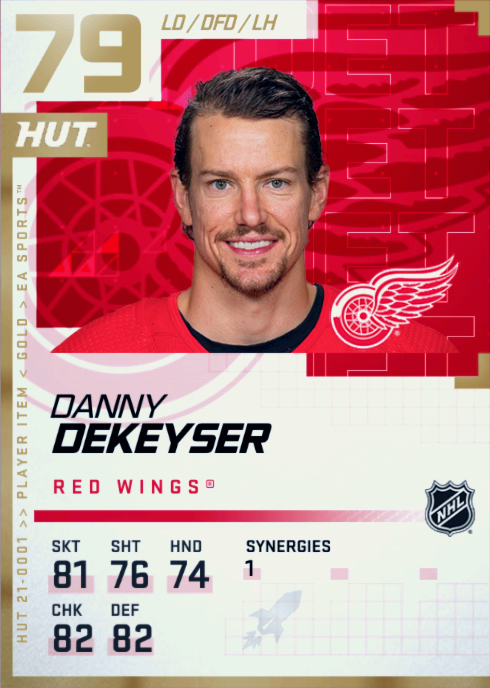 79
LD / DFD / LH
HUT
HUT 21-0001 >> PLAYER ITEM < GOLD > EA SPORTS™
DANNY
DEKEYSER
RED WINGS®
NHL
SKT SHT HND SYNERGIES
81 76 74 1
CHK DEF
82 82